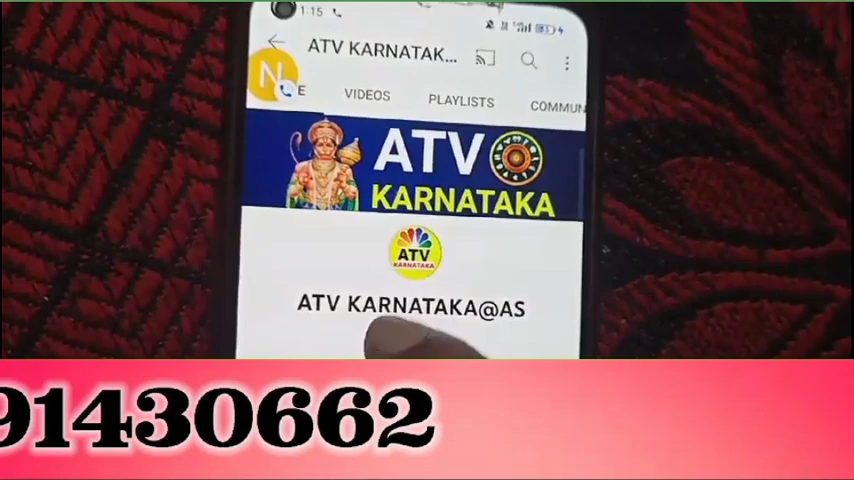 1:15
ATV KARNATAK...
N
E
VIDEOS
PLAYLISTS
COMMUN
ATV
KARNATAKA
ATV
KARNATAKA
ATV KARNATAKA@AS
91430662